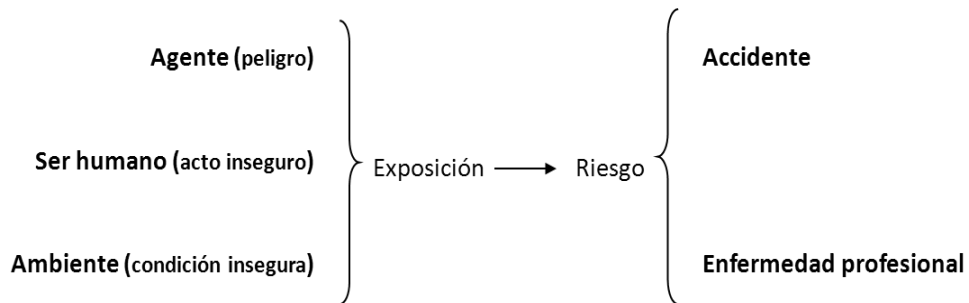 Agente (peligro)
Accidente
Ser humano (acto inseguro)
Exposición
Riesgo
Ambiente (condición insegura)
Enfermedad profesional